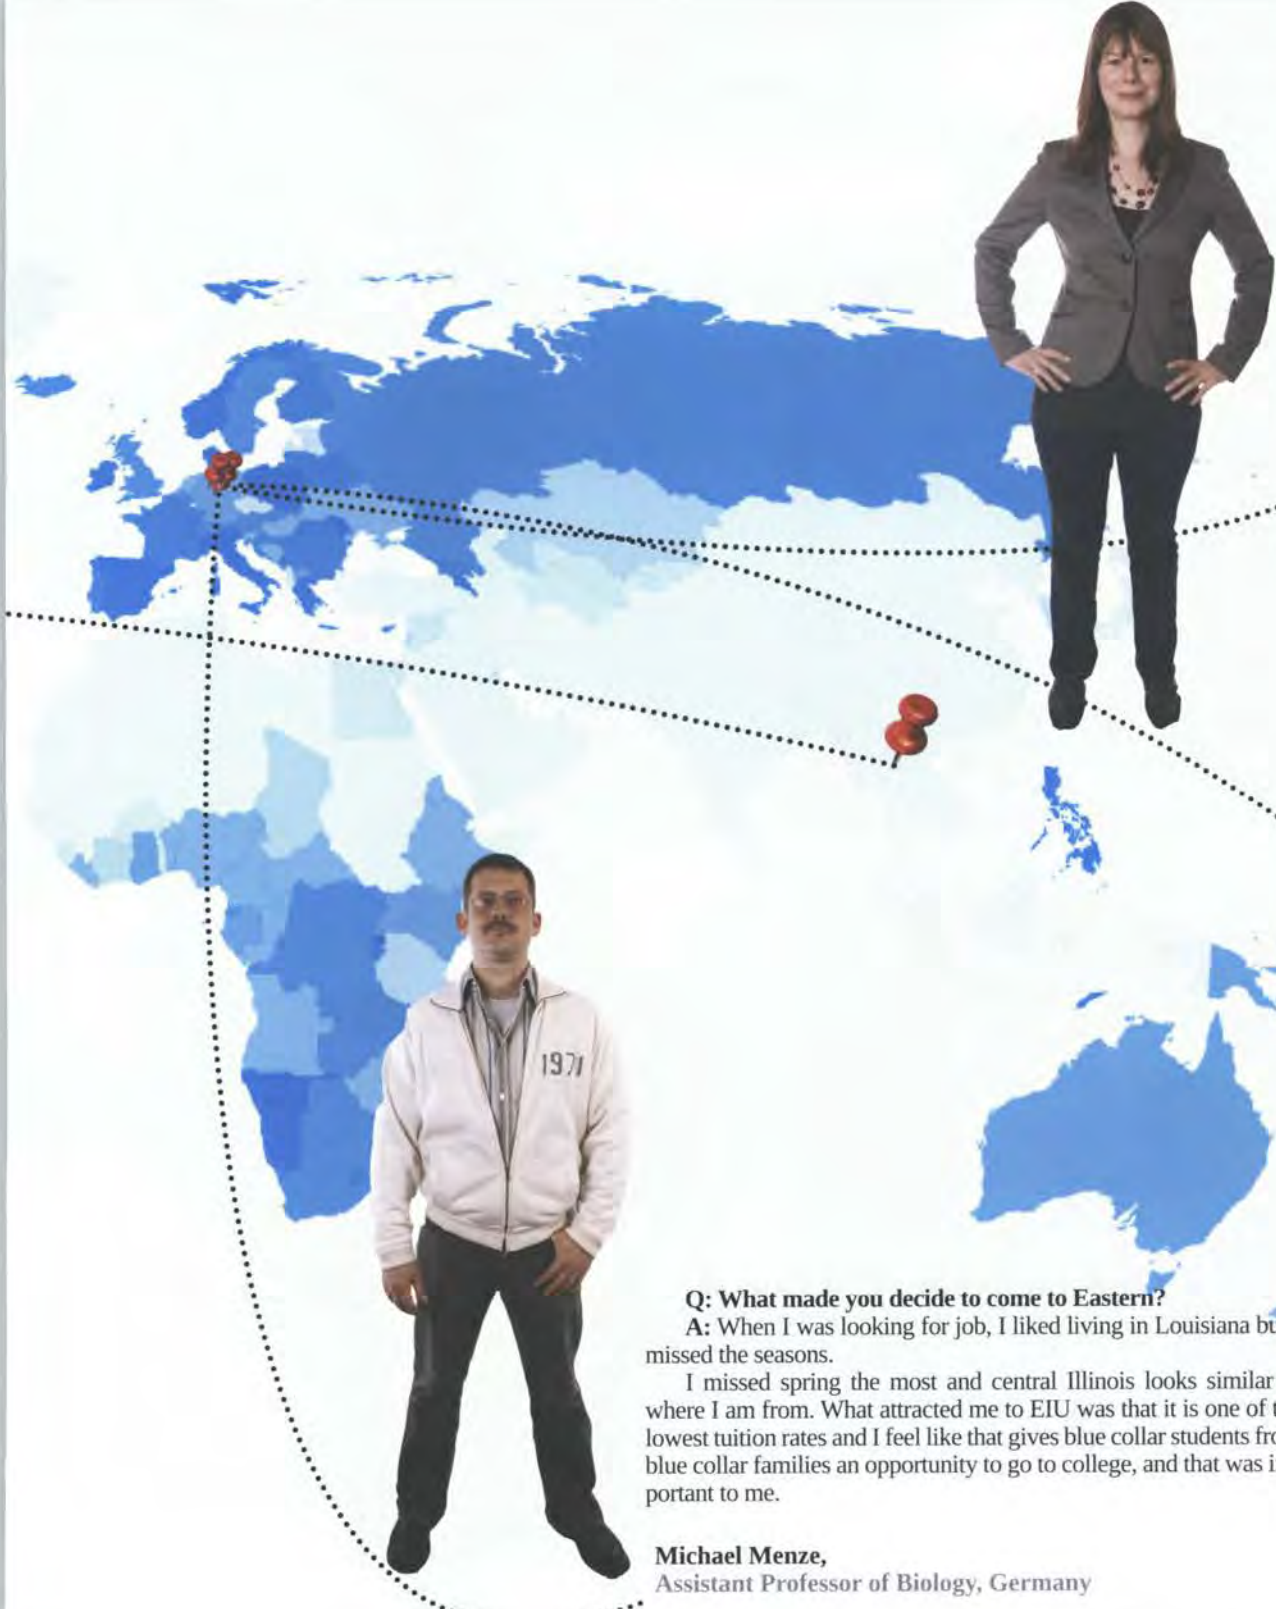 1971
Q: What made you decide to come to Eastern?
A: When I was looking for job, I liked living in Louisiana bu
missed the seasons.
I missed spring the most and central Illinois looks similar
where I am from. What attracted me to EIU was that it is one of t
lowest tuition rates and I feel like that gives blue collar students fro
blue collar families an opportunity to go to college, and that was i
portant to me.
Michael Menze,
Assistant Professor of Biology, Germany